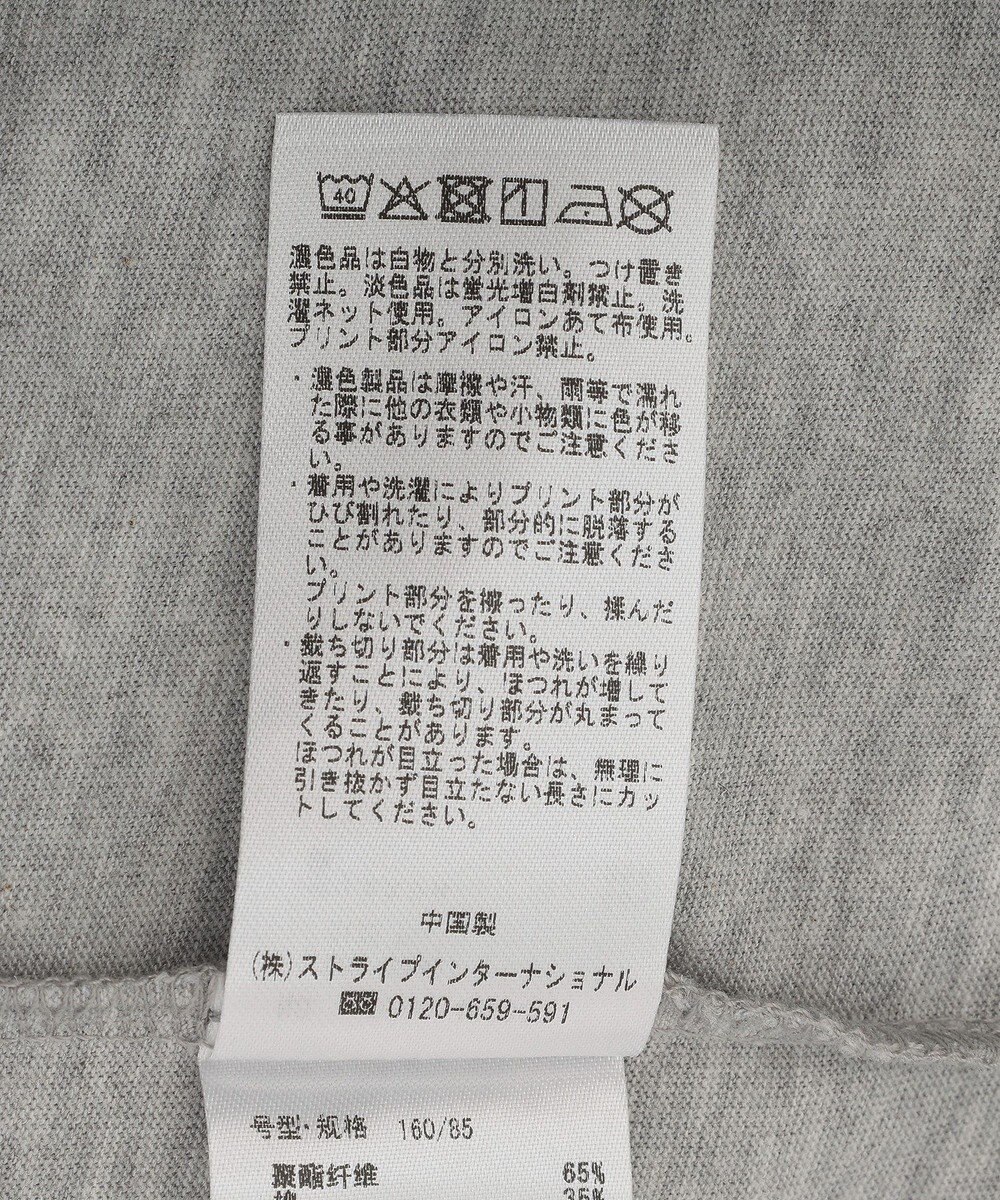 40
濃色品は白物と分別洗い。つけ置き
禁止。淡色品は蛍光増白剤禁止。洗
濯ネット使用。アイロンあて布使用。
プリント部分アイロン禁止。
・濃色製品は摩擦や汗、雨等で濡れ
た際に他の衣類や小物類に色が移
る事がありますのでご注意くださ
い。
・着用や洗濯によりプリント部分が
ひび割れたり、部分的に脱落する
ことがありますのでご注意くださ
い。
プリント部分を擦ったり、揉んだ
りしないでください。
・裁ち切り部分は着用や洗いを繰り
返すことにより、ほつれが増して
きたり、裁ち切り部分が丸まって
くることがあります。
ほつれが目立った場合は、無理に
引き抜かず目立たない長さにカッ
トしてください。
中国製
(株)ストライプインターナショナル
0120-659-591
号型·规格 160/85
聚酯纤维 65%
棉 35%